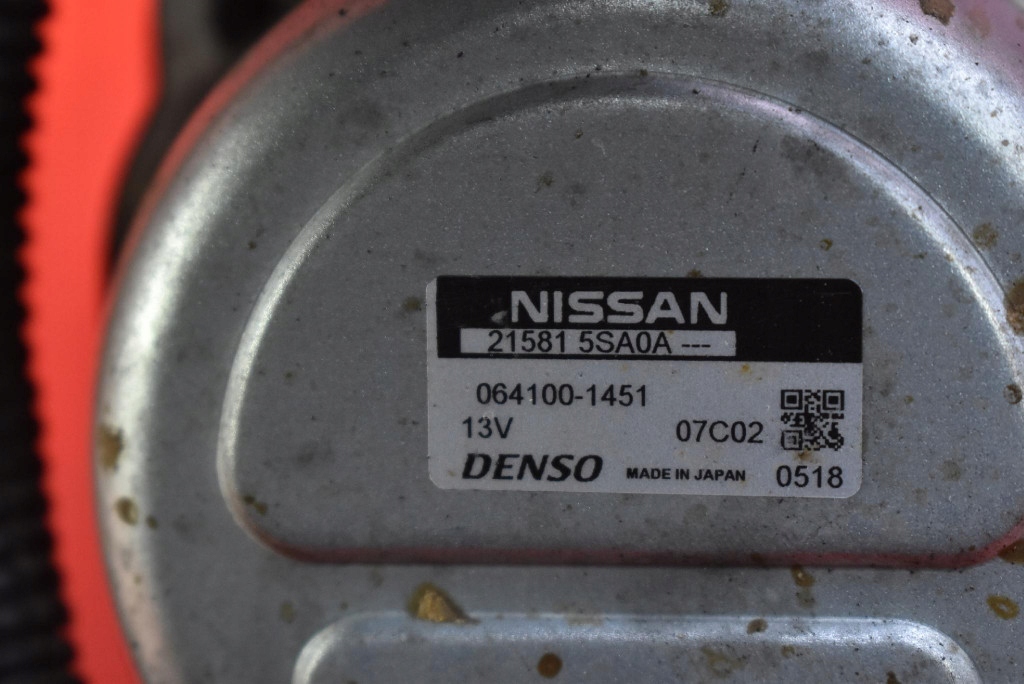 NISSAN
21581 5SA0A ---
064100-1451
13V 07C02
DENSO MADE IN JAPAN 0518